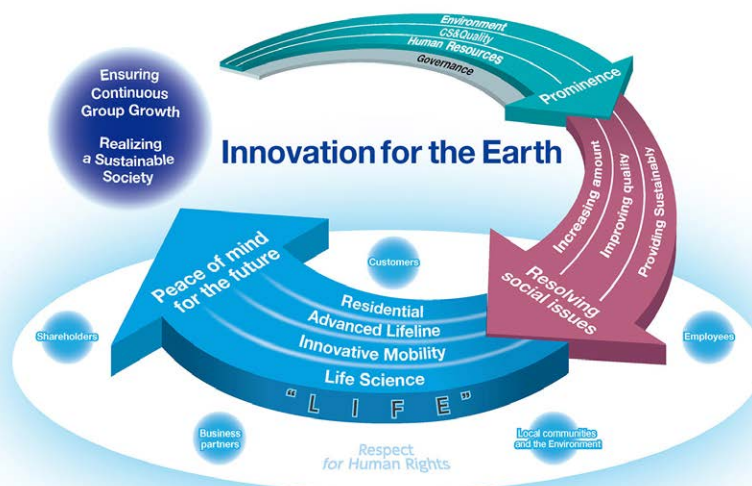 Environment
CS&Quality
Human Resources
Governance
Prominence
Ensuring
Continuous
Group Growth
Realizing
a Sustainable
Society
Innovation for the Earth
Increasing amount
Improving quality
Providing Sustainably
Resolving
social issues
Peace of mind
for the future
Customers
Residential
Advanced Lifeline
Innovative Mobility
Life Science
"LIFE"
Shareholders
Employees
Business
partners
Local communities
and the Environment
Respect
for Human Rights